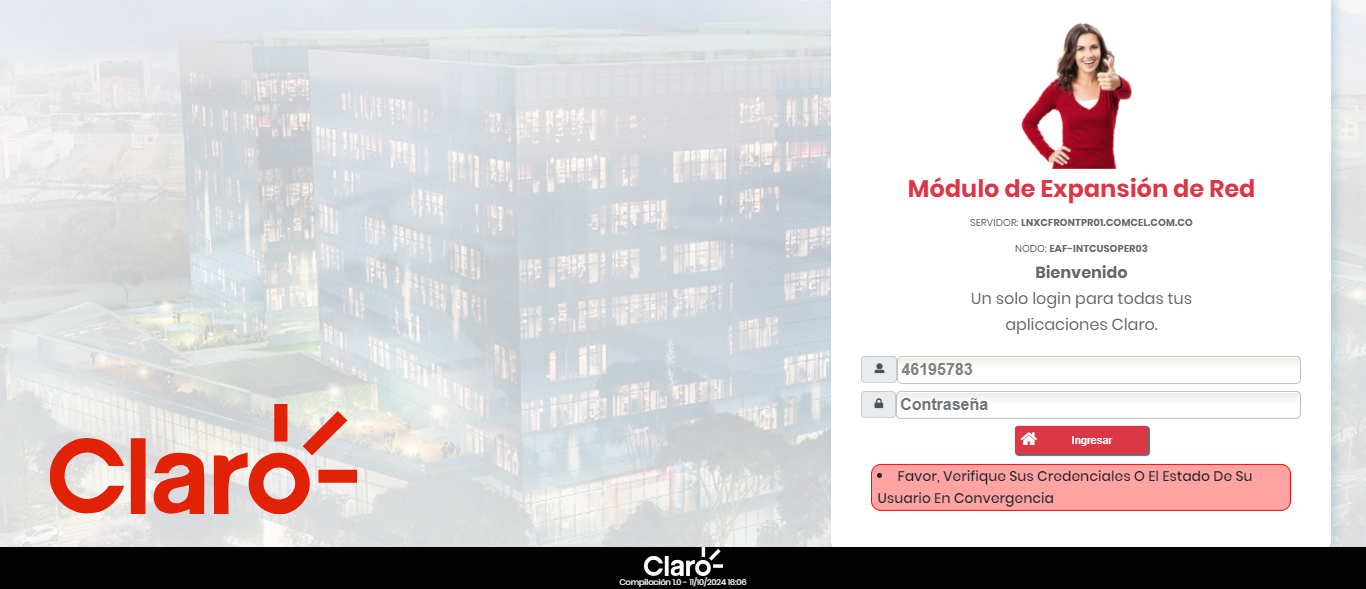 Claro
Módulo de Expansión de Red
SERVIDOR: LNXCFRONTPR01.COMCEL.COM.CO
NODO: EAF-INTCUSOPER03
Bienvenido
Un solo login para todas tus
aplicaciones Claro.
46195783
Contraseña
Ingresar
• Favor, Verifique Sus Credenciales O El Estado De Su
Usuario En Convergencia
Claro
Compilación 1.0 - 11/10/2024 16:06